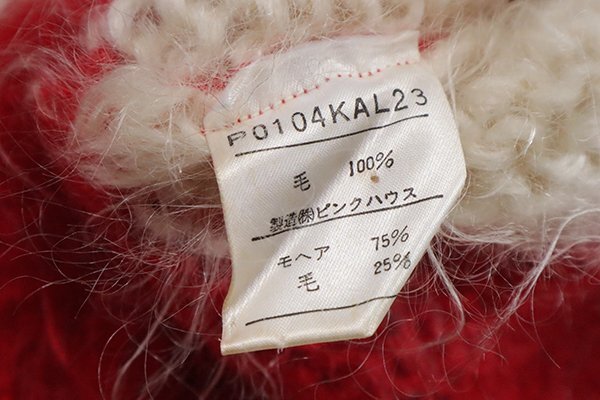 P0104KAL23
毛 100%
製造㈱ピンクハウス
モヘア 75%
毛 25%